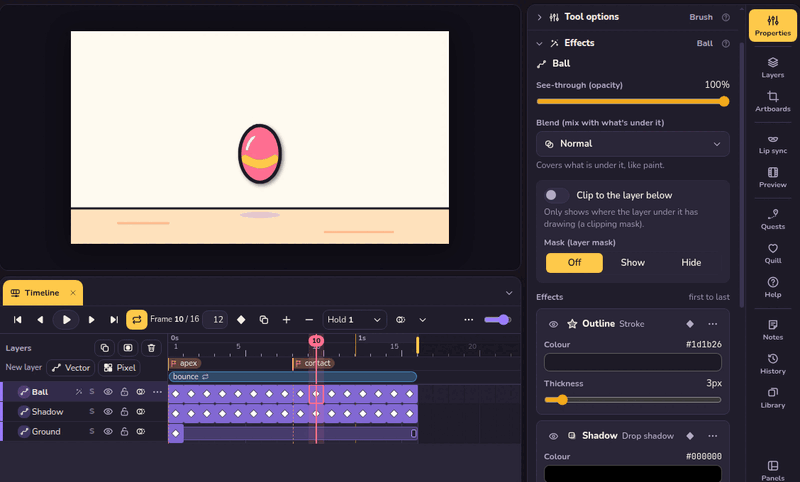 Tool options
Brush
Properties
Effects
Ball
Ball
See-through (opacity)
100%
Layers
Blend (mix with what's under it)
Normal
Artboards
Covers what is under it, like paint.
Lip sync
Clip to the layer below
Only shows where the layer under it has
drawing (a clipping mask).
Preview
Mask (layer mask)
Off
Show
Hide
Quests
Quill
Effects
first to last
Help
Outline
Stroke
Colour
#1d1b26
Notes
Thickness
3px
History
Library
Shadow
Drop shadow
Colour
#000000
Panels
Timeline
Frame 10 / 16
12
Hold 1
Layers
0s
1s
1
5
10
15
20
New layer
Vector
Pixel
apex
contact
bounce
Ball
S
Shadow
S
Ground
S